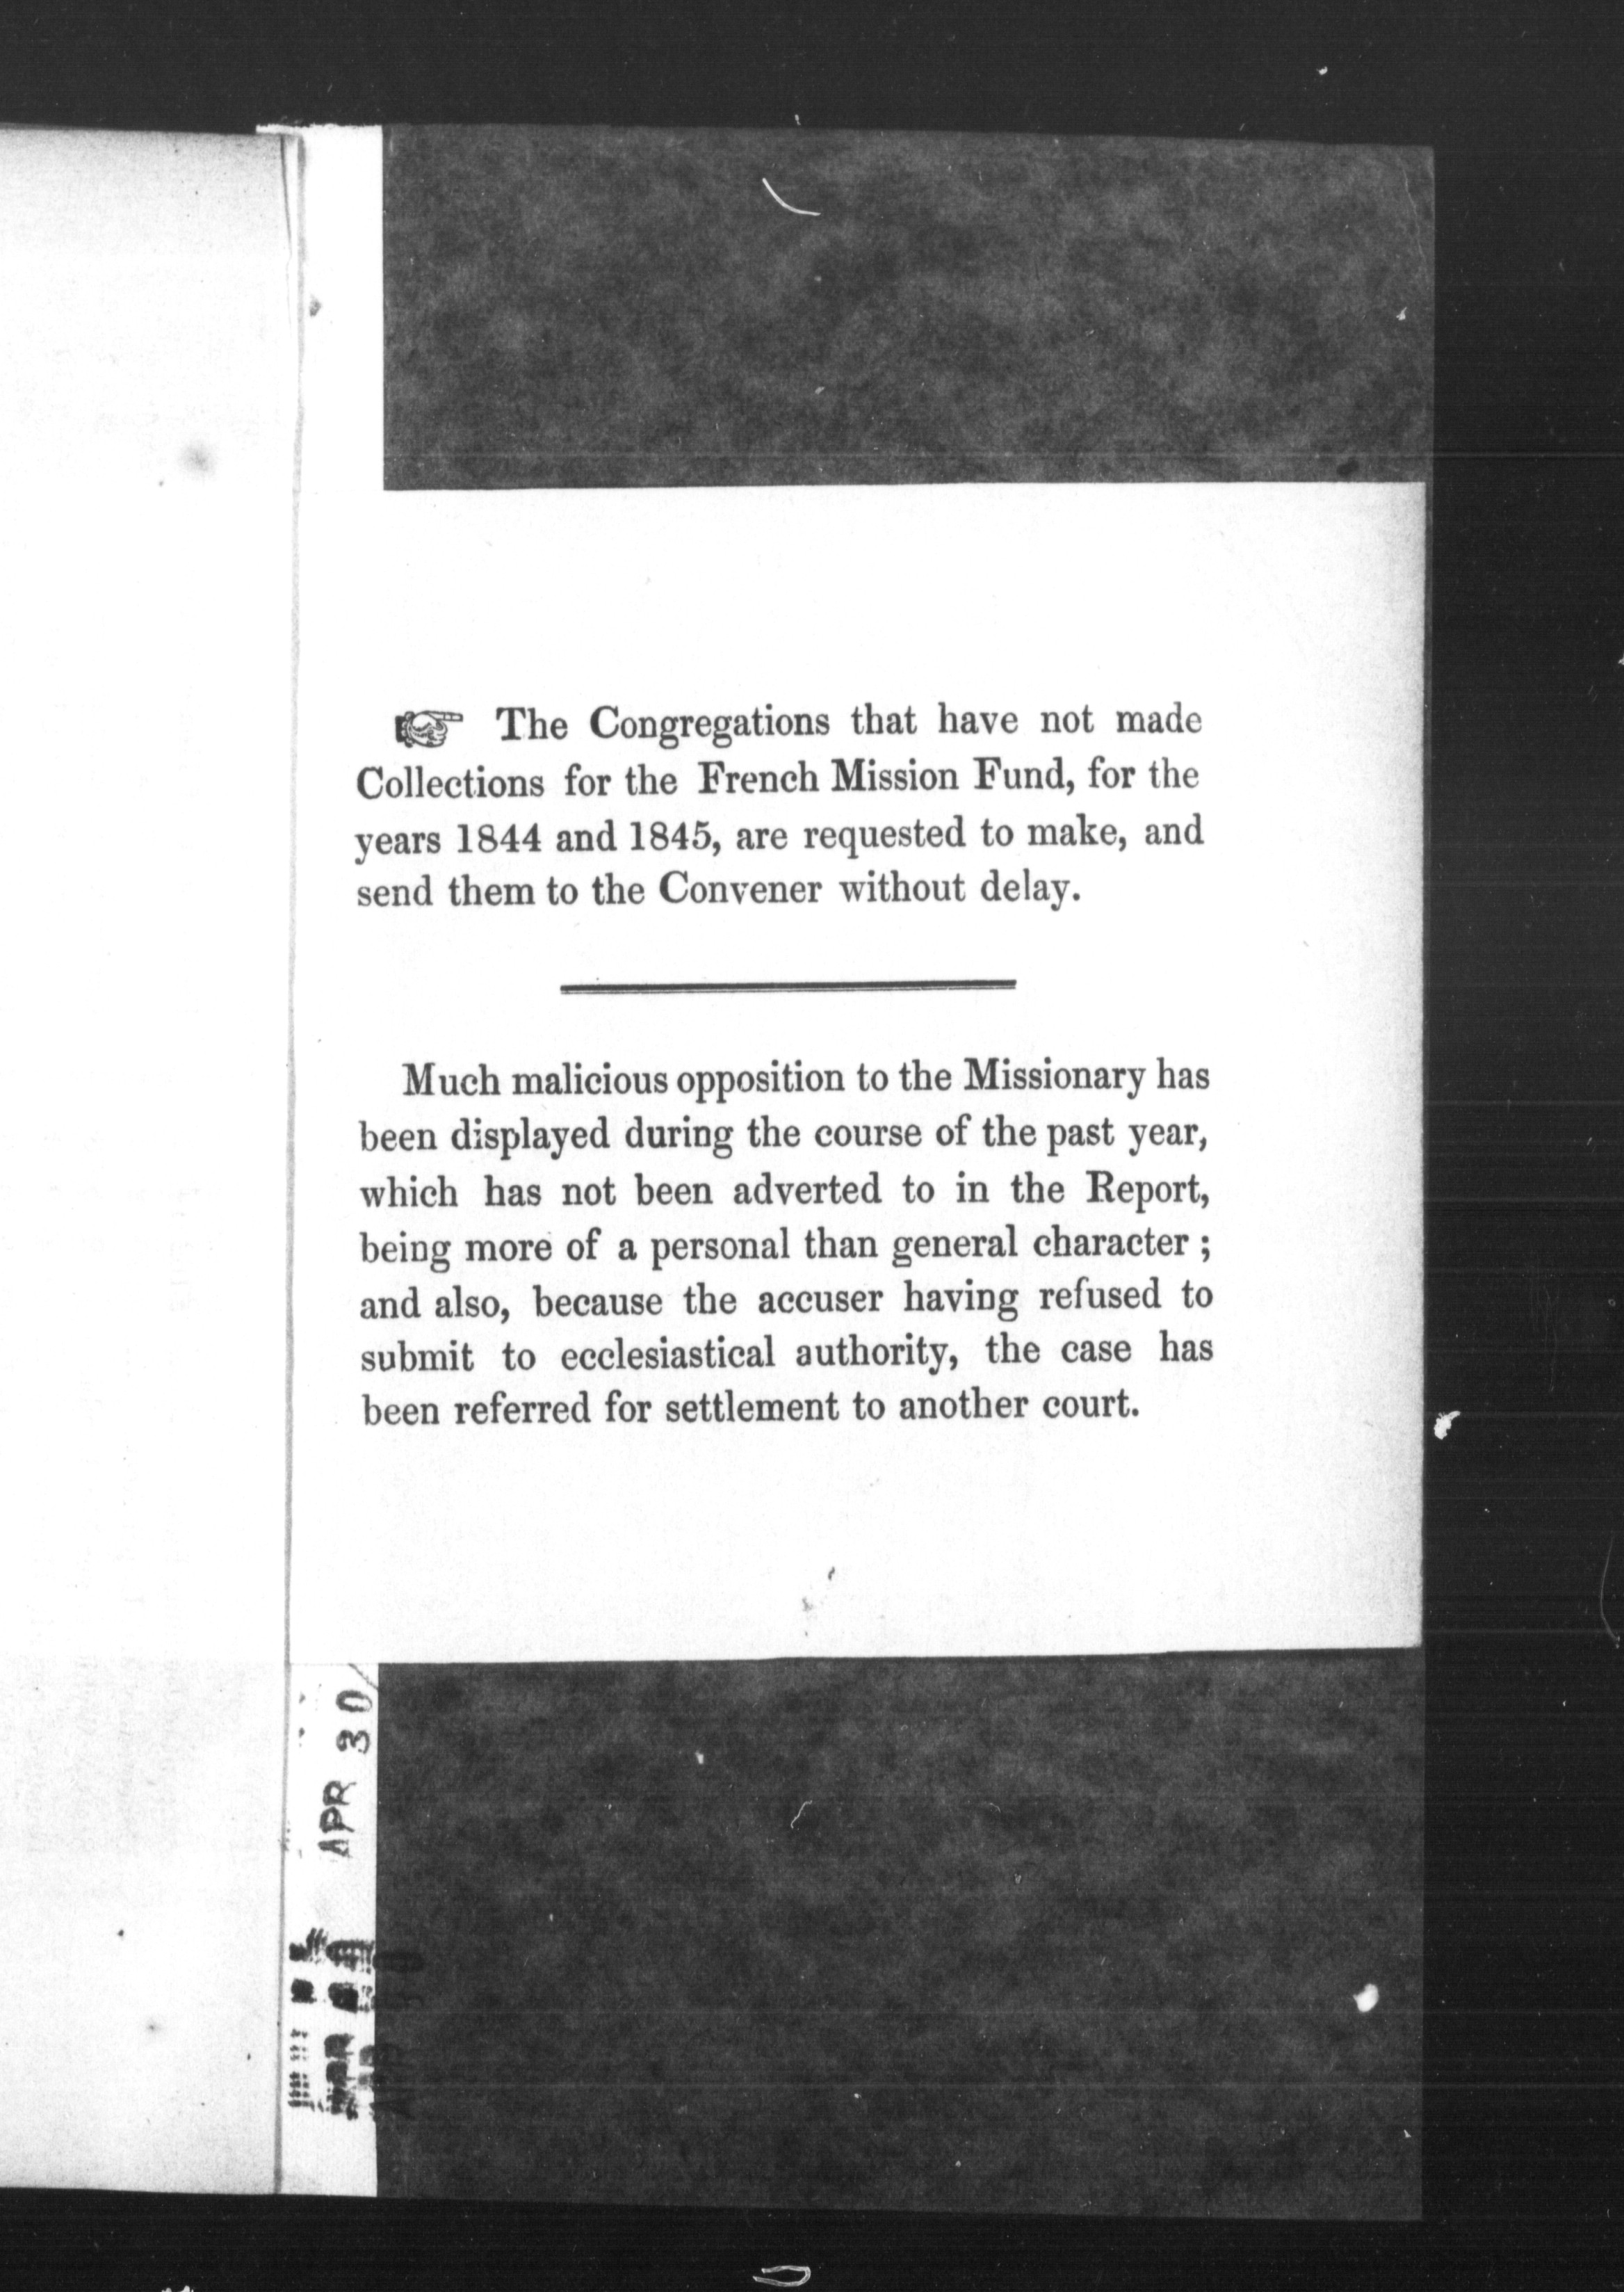 ☞ The Congregations that have not made
Collections for the French Mission Fund, for the
years 1844 and 1845, are requested to make, and
send them to the Convener without delay.
Much malicious opposition to the Missionary has
been displayed during the course of the past year,
which has not been adverted to in the Report,
being more of a personal than general character ;
and also, because the accuser having refused to
submit to ecclesiastical authority, the case has
been referred for settlement to another court.
APR 30